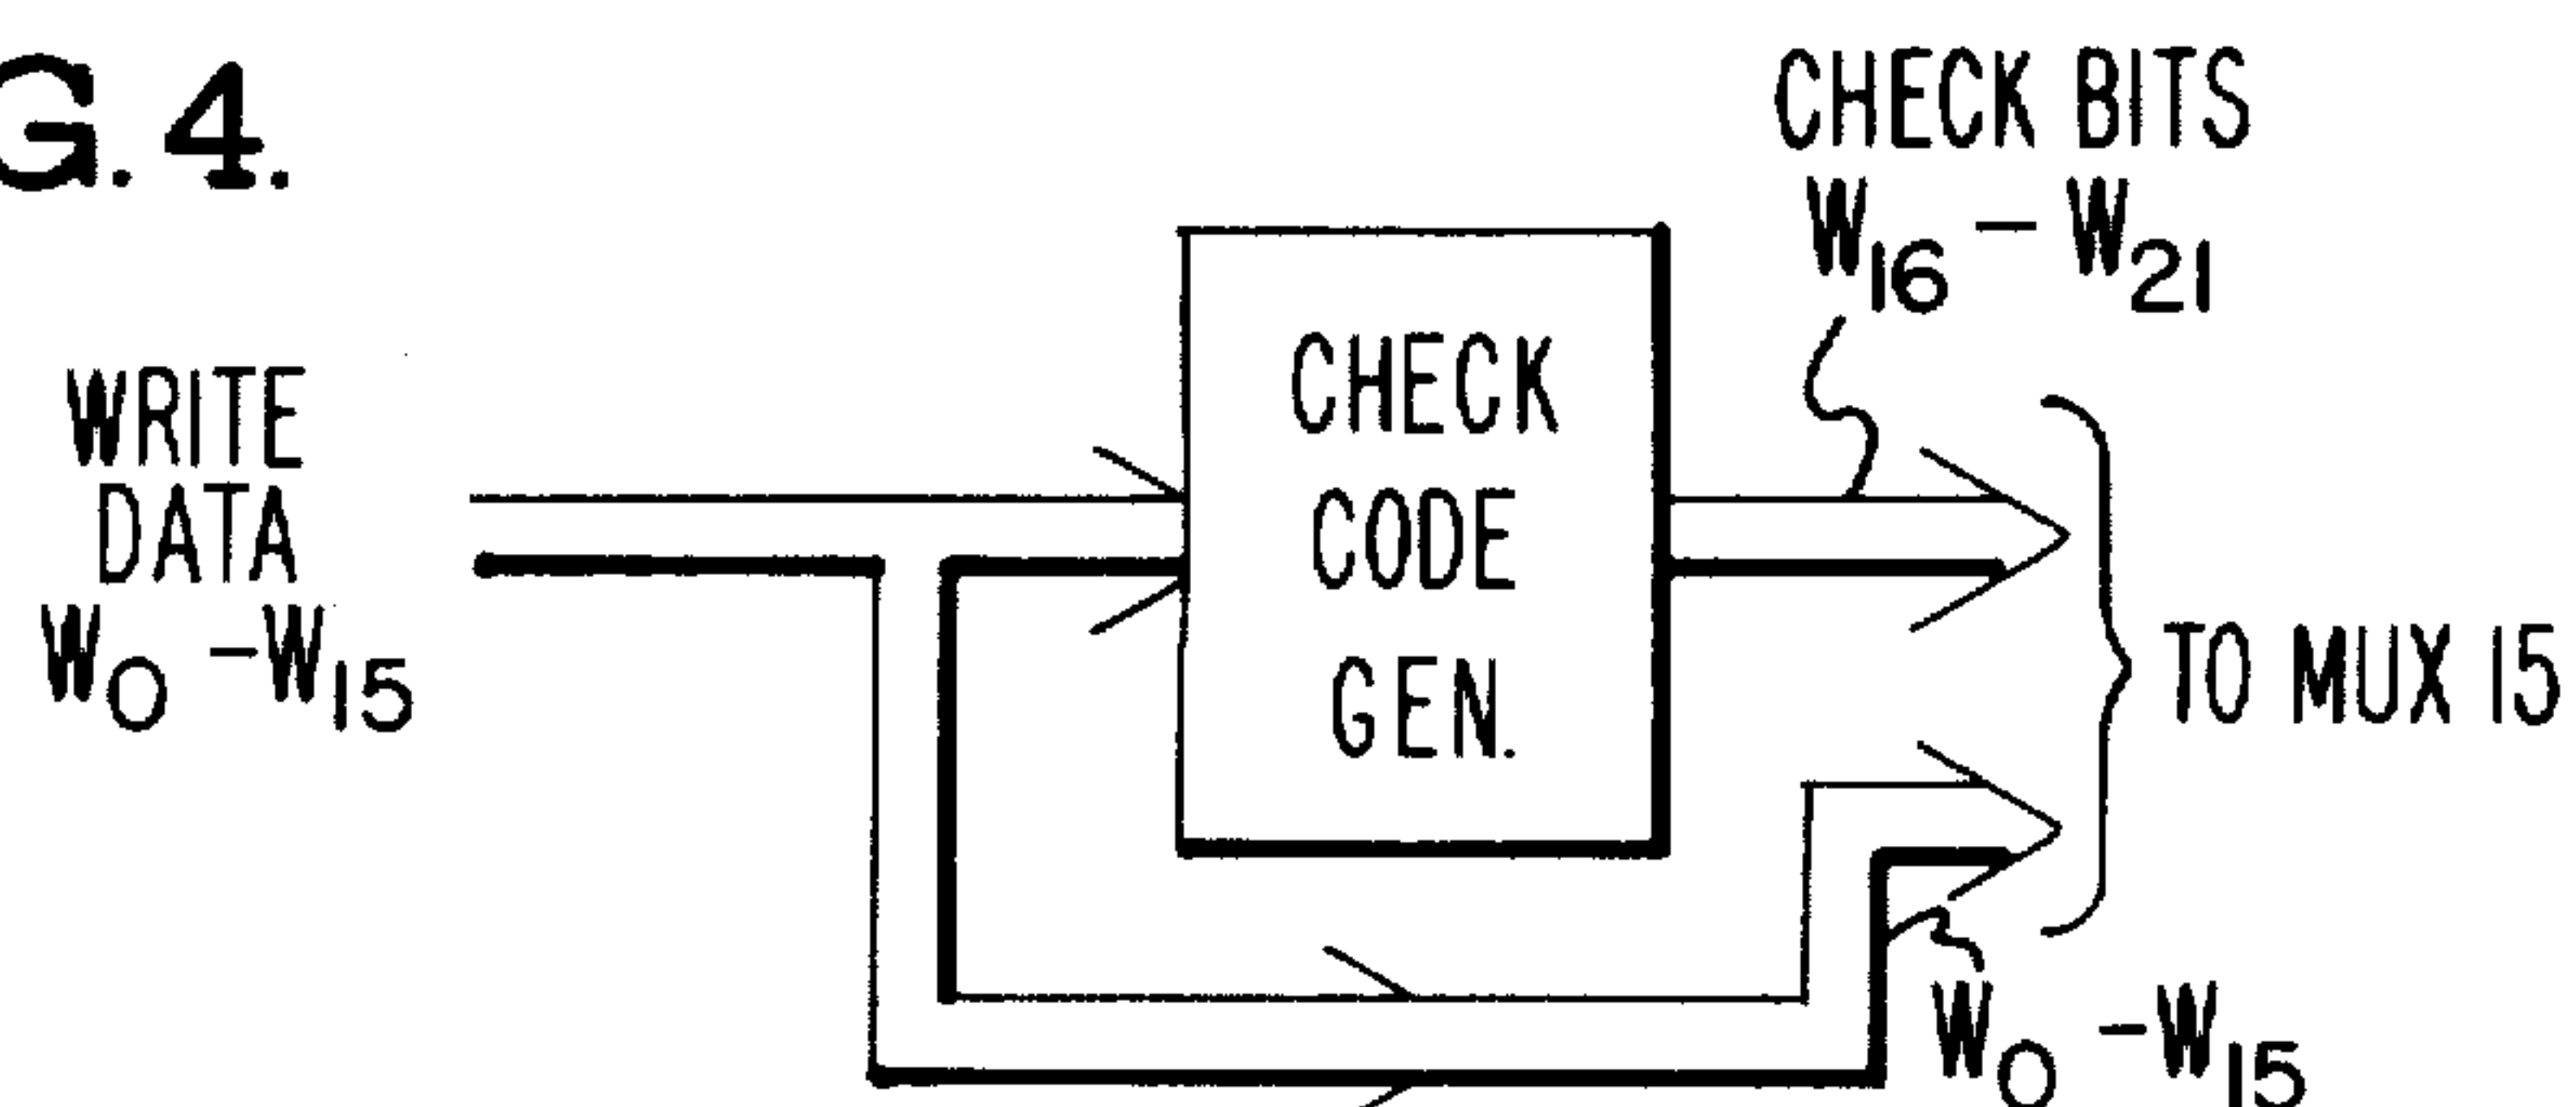 G.4.
CHECK BITS
W16 - W21
WRITE
DATA
W0 - W15
CHECK
CODE
GEN.
TO MUX 15
W0 - W15